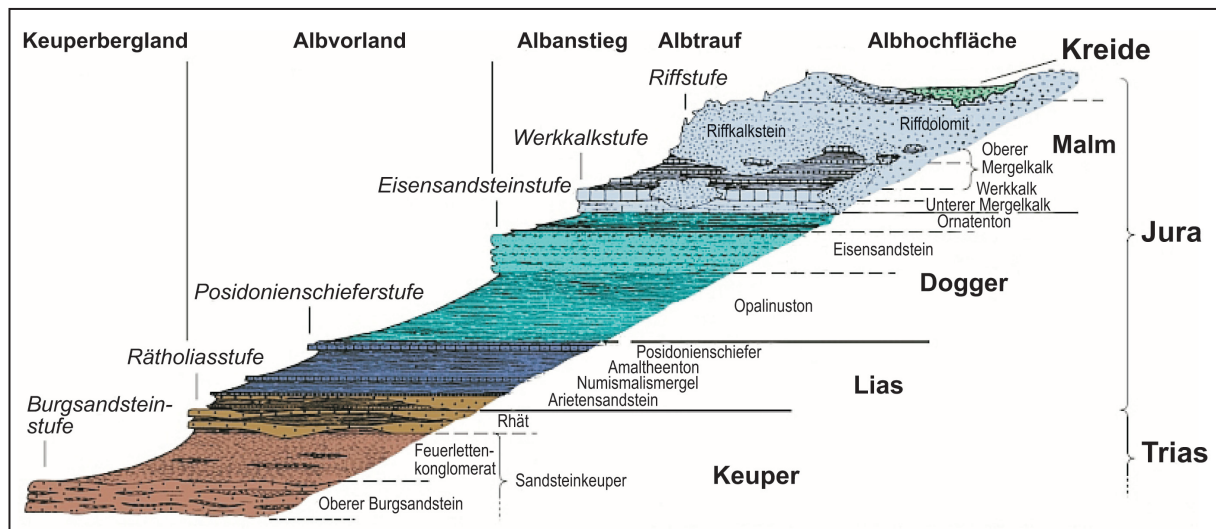 Keuperbergland
Albvorland
Albanstieg
Albtrauf
Albhochfläche
Kreide
Riffstufe
Riffkalkstein
Riffdolomit
Werkkalkstufe
Malm
Oberer
Mergelkalk
Werkkalk
Unterer Mergelkalk
Eisensandsteinstufe
Ornatenton
Jura
Eisensandstein
Dogger
Posidonienschieferstufe
Opalinuston
Posidonienschiefer
Amaltheenton
Numismalismergel
Arietensandstein
Lias
Rätholiasstufe
Rhät
Burgsandstein-
stufe
Feuerletten-
konglomerat
Sandsteinkeuper
Keuper
Trias
Oberer Burgsandstein